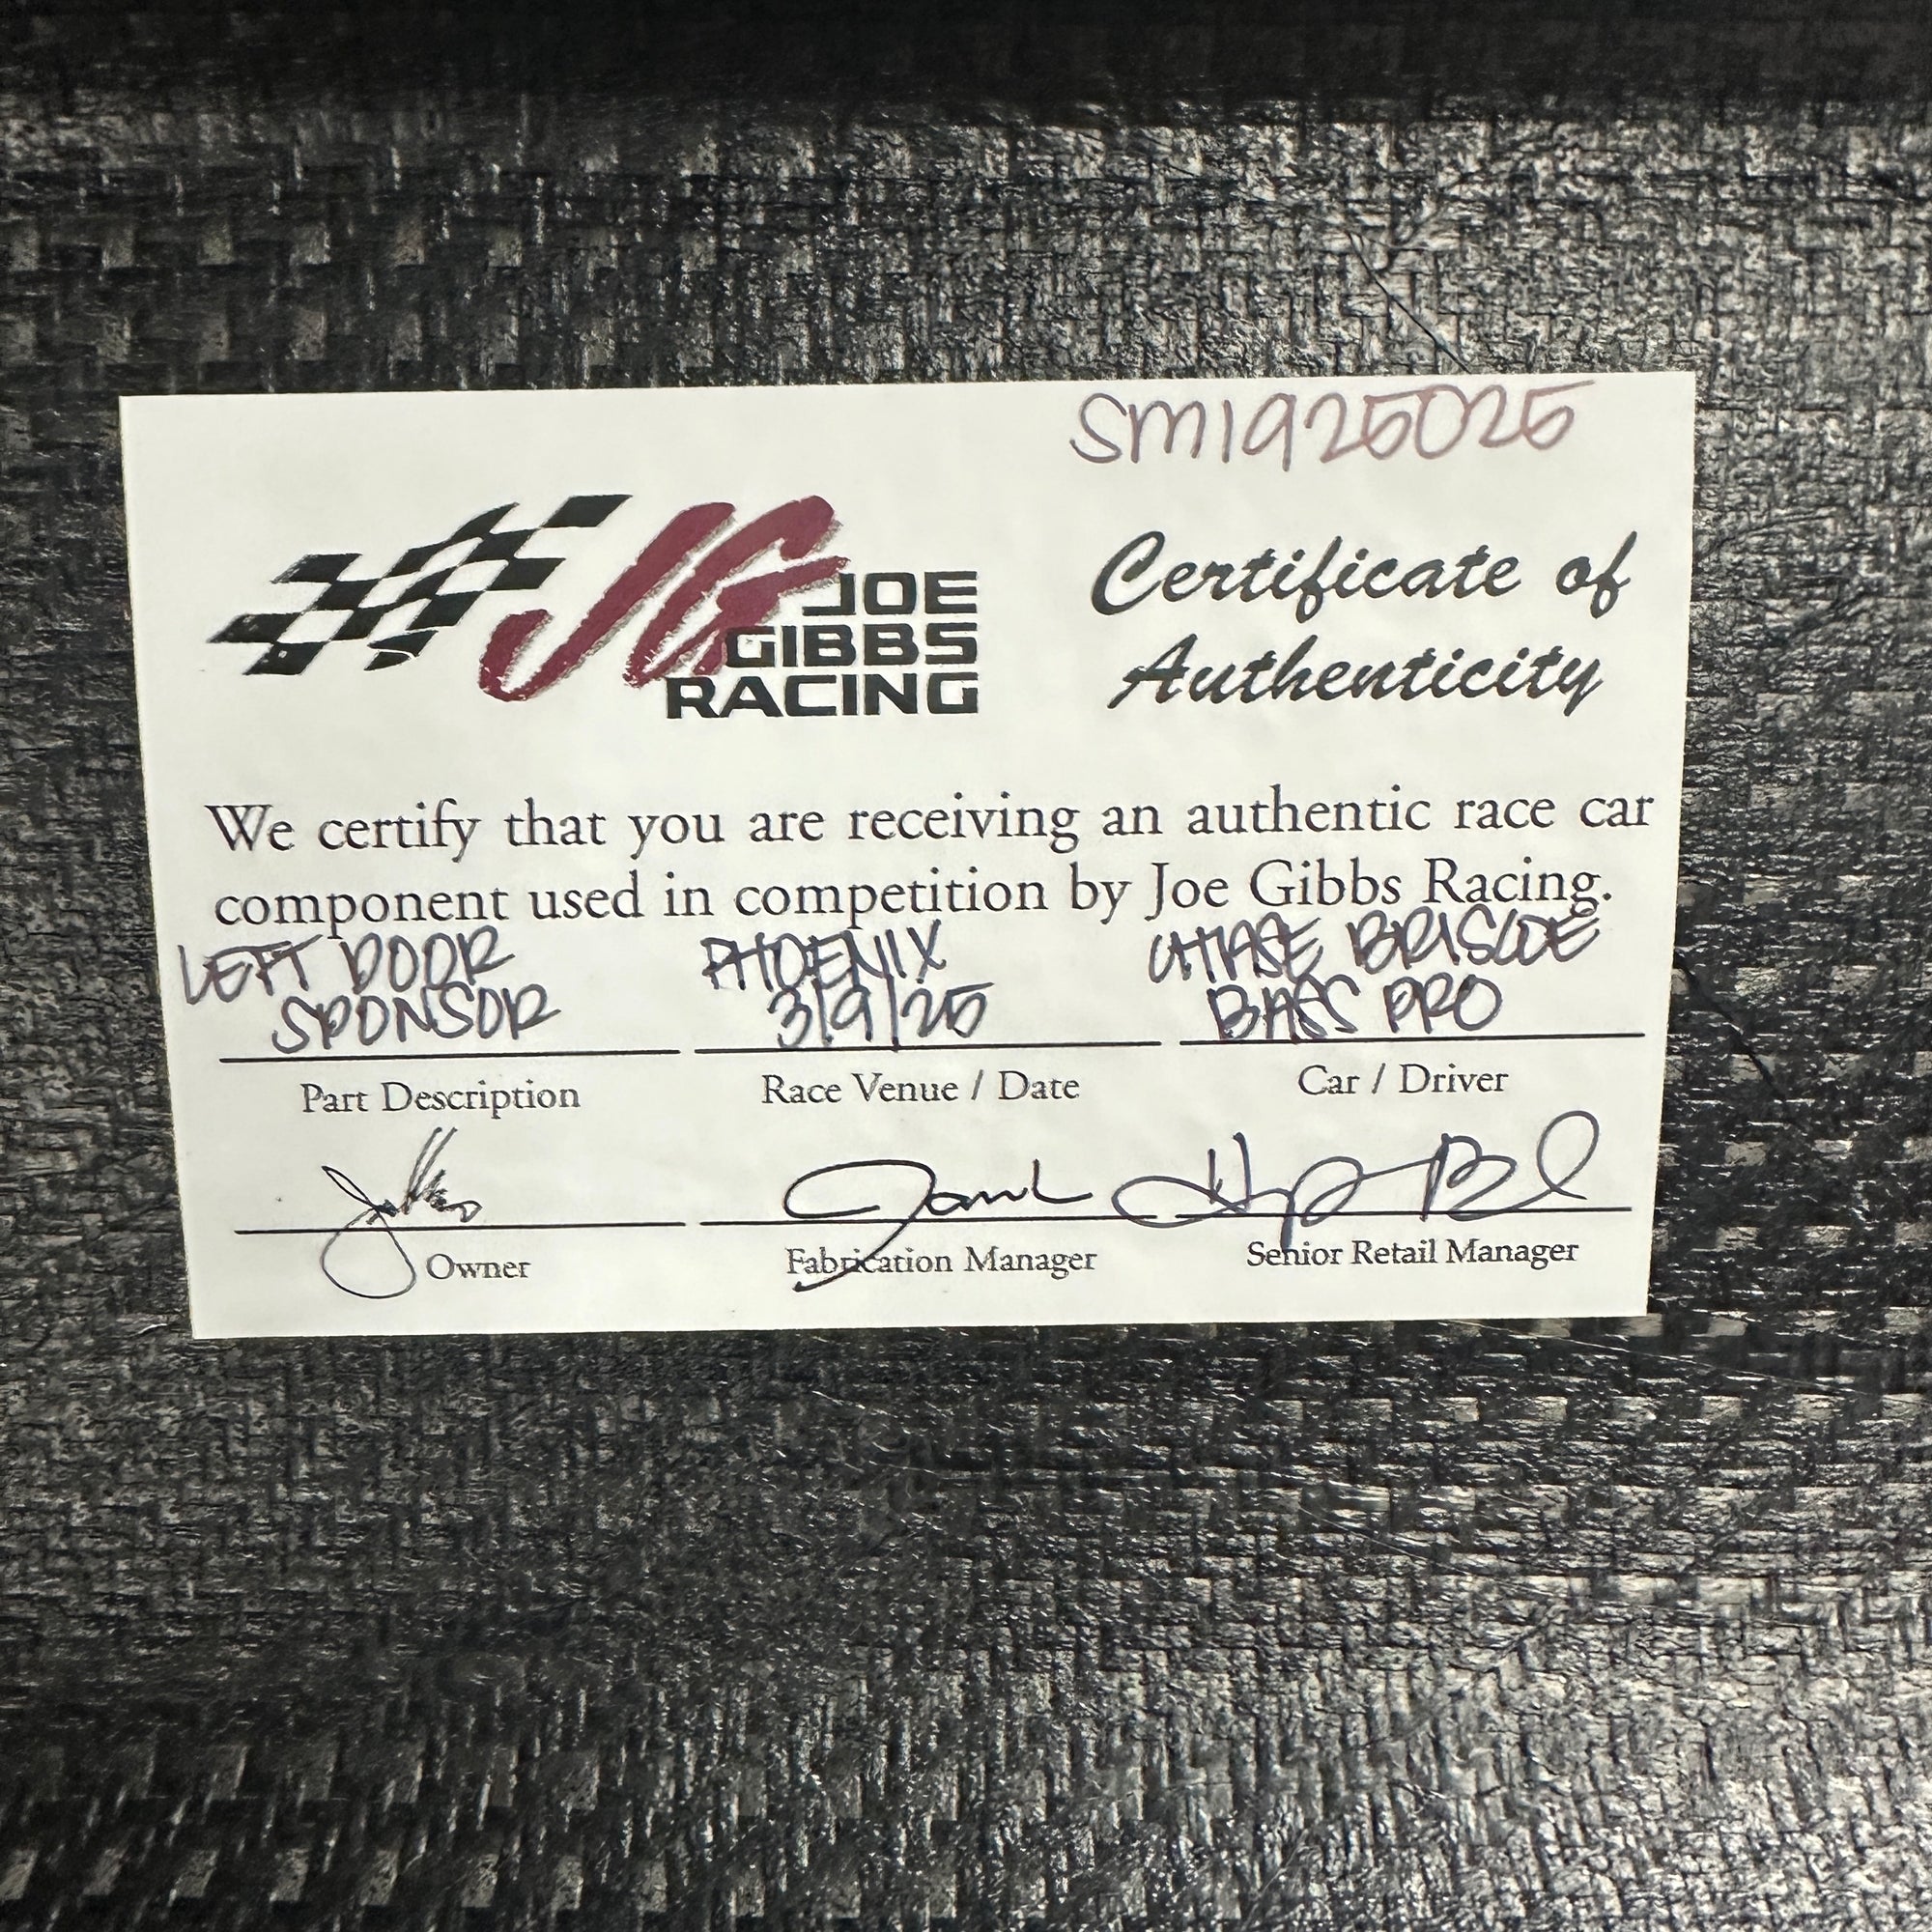 SM1925025
JG JOE
GIBBS
RACING
Certificate of
Authenticity
We certify that you are receiving an authentic race car
component used in competition by Joe Gibbs Racing.
LEFT DOOR
SPONSOR
PHOENIX
3/9/25
CHASE BRISCOE
BASS PRO
Part Description
Race Venue / Date
Car / Driver
Owner
Fabrication Manager
Senior Retail Manager